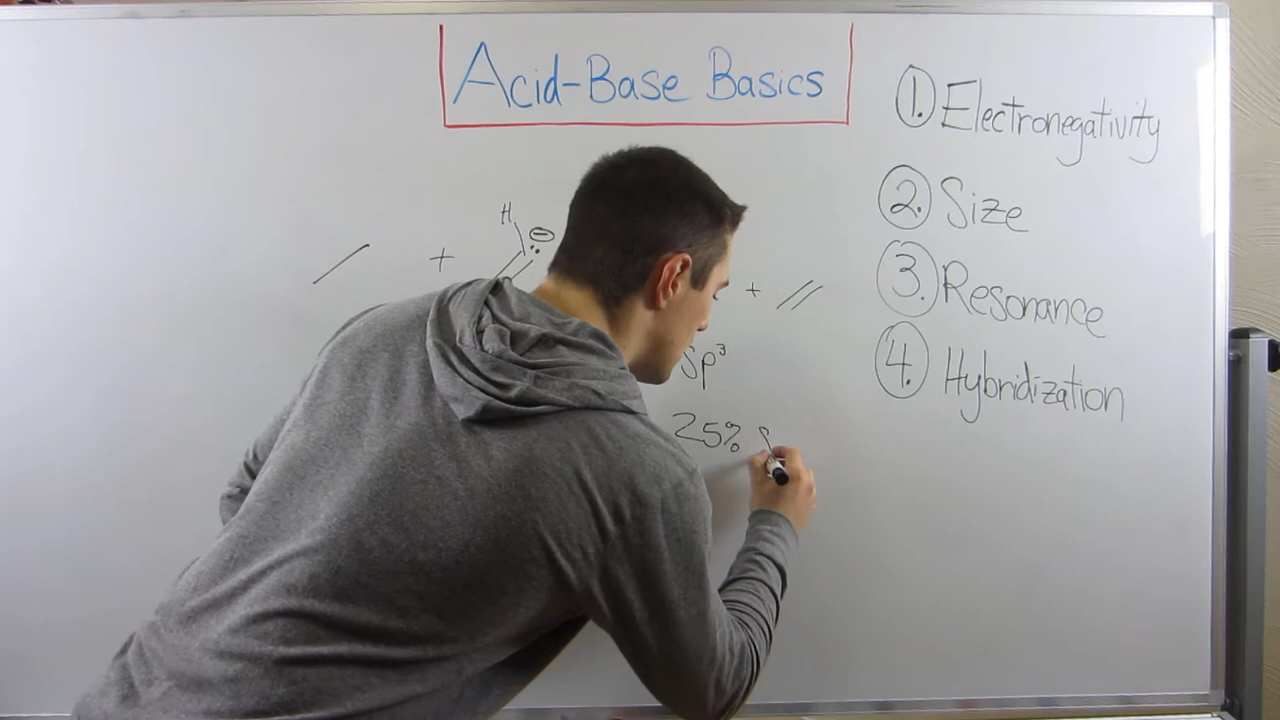 Acid-Base Basics
1. Electronegativity
2. Size
3. Resonance
4. Hybridization
H
+
+
Sp³
25% s